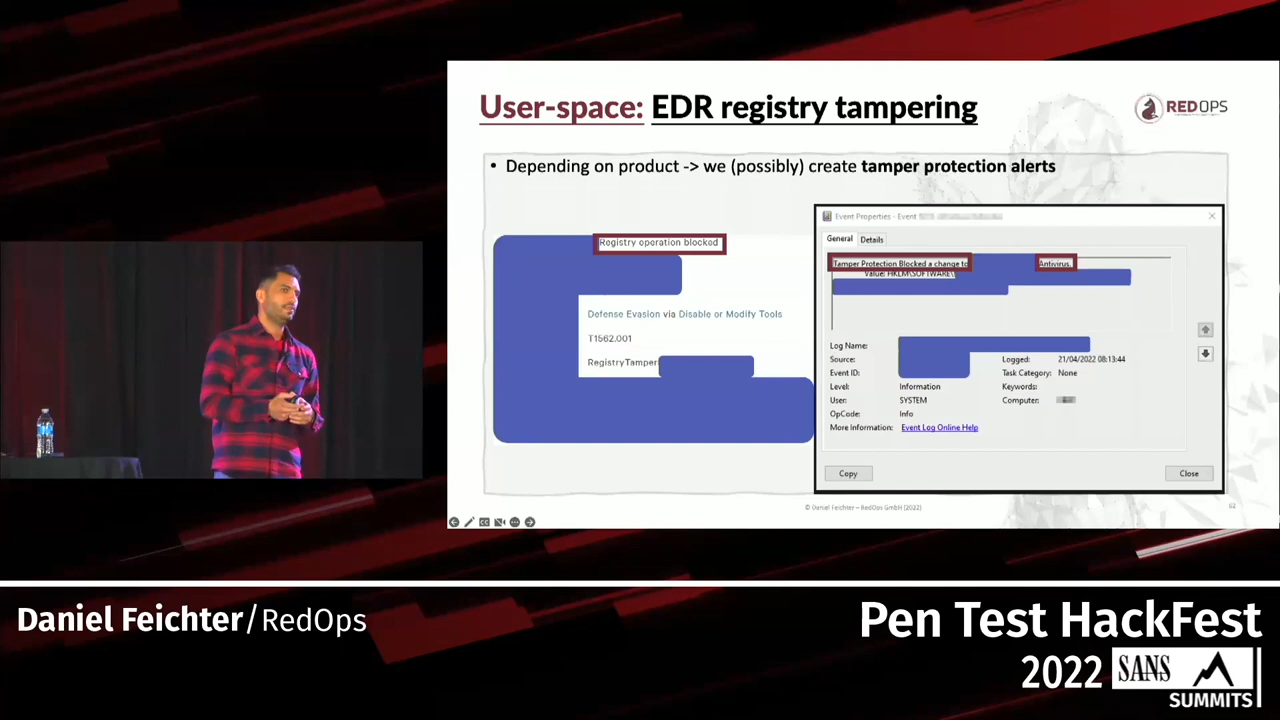 User-space: EDR registry tampering
REDOPS
• Depending on product -> we (possibly) create tamper protection alerts
Registry operation blocked
Defense Evasion via Disable or Modify Tools
T1562.001
RegistryTamper
Event Properties - Event
General Details
Tamper Protection Blocked a change to Antivirus.
Value: HKLM\SOFTWARE\
Log Name:
Source: Logged: 21/04/2022 08:13:44
Event ID: Task Category: None
Level: Information Keywords:
User: SYSTEM Computer:
OpCode: Info
More Information: Event Log Online Help
Copy Close
© Daniel Feichter – RedOps GmbH (2022)
Daniel Feichter/RedOps
Pen Test HackFest
2022 SANS
SUMMITS